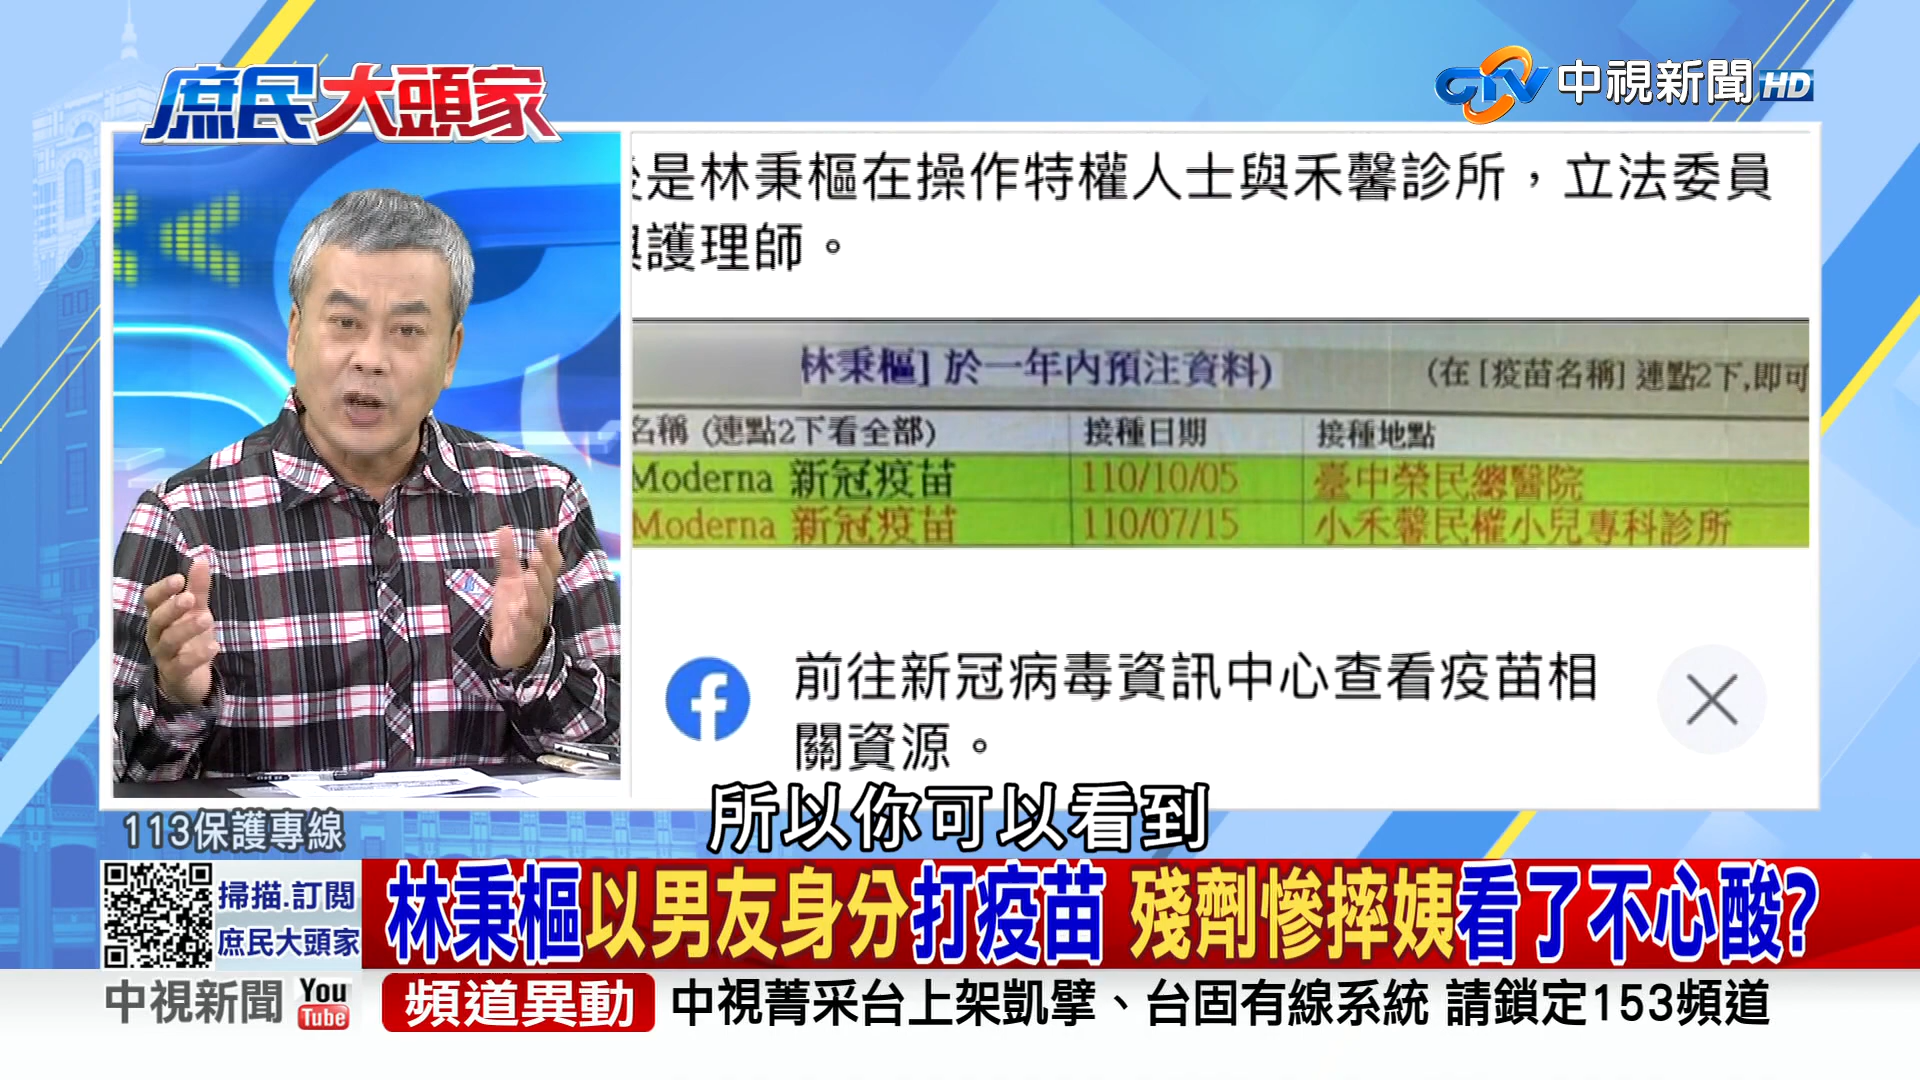 庶民大頭家
CTV中視新聞HD
是林秉樞在操作特權人士與禾馨診所，立法委員
護理師。
林秉樞] 於一年內預注資料)
(在 [疫苗名稱] 連點2下,即可
名稱 (連點2下看全部)
接種日期
接種地點
Moderna 新冠疫苗
110/10/05
臺中榮民總醫院
Moderna 新冠疫苗
110/07/15
小禾馨民權小兒專科診所
前往新冠病毒資訊中心查看疫苗相
關資源。
所以你可以看到
113保護專線
掃描.訂閱
庶民大頭家
林秉樞以男友身分打疫苗 殘劑慘摔姨看了不心酸?
中視新聞 YouTube
頻道異動 中視菁采台上架凱擘、台固有線系統 請鎖定153頻道